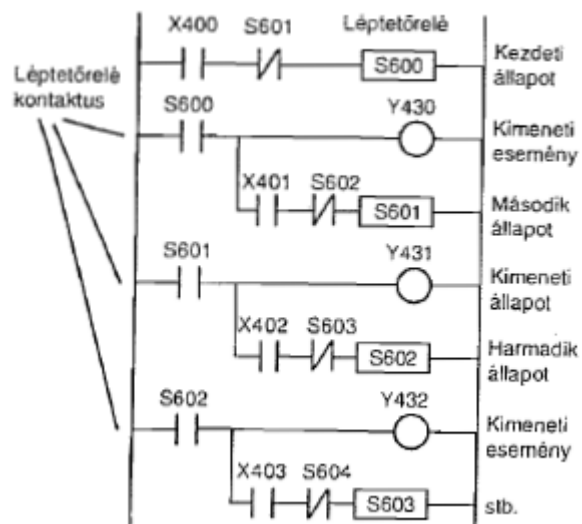 X400 S601 Léptetőrelé
S600
Kezdeti
állapot
Léptetőrelé
kontaktus
S600 Y430
Kimeneti
esemény
X401 S602
S601
Második
állapot
S601 Y431
Kimeneti
állapot
X402 S603
S602
Harmadik
állapot
S602 Y432
Kimeneti
esemény
X403 S604
S603
stb.